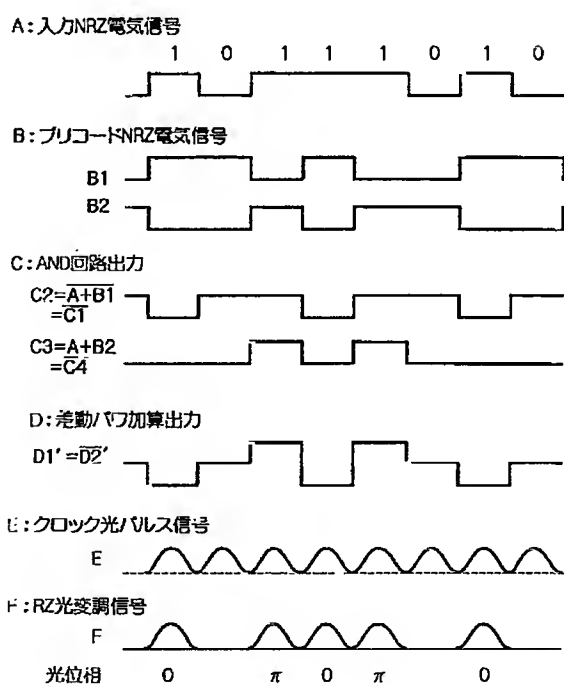 A:入力NRZ電気信号
1 0 1 1 1 0 1 0
B:プリコードNRZ電気信号
B1
B2
C:AND回路出力
C2=A+B1
=C1
C3=A+B2
=C4
D:差動パワ加算出力
D1′=D2′
E:クロック光パルス信号
E
F:RZ光変調信号
F
光位相 0 π 0 π 0